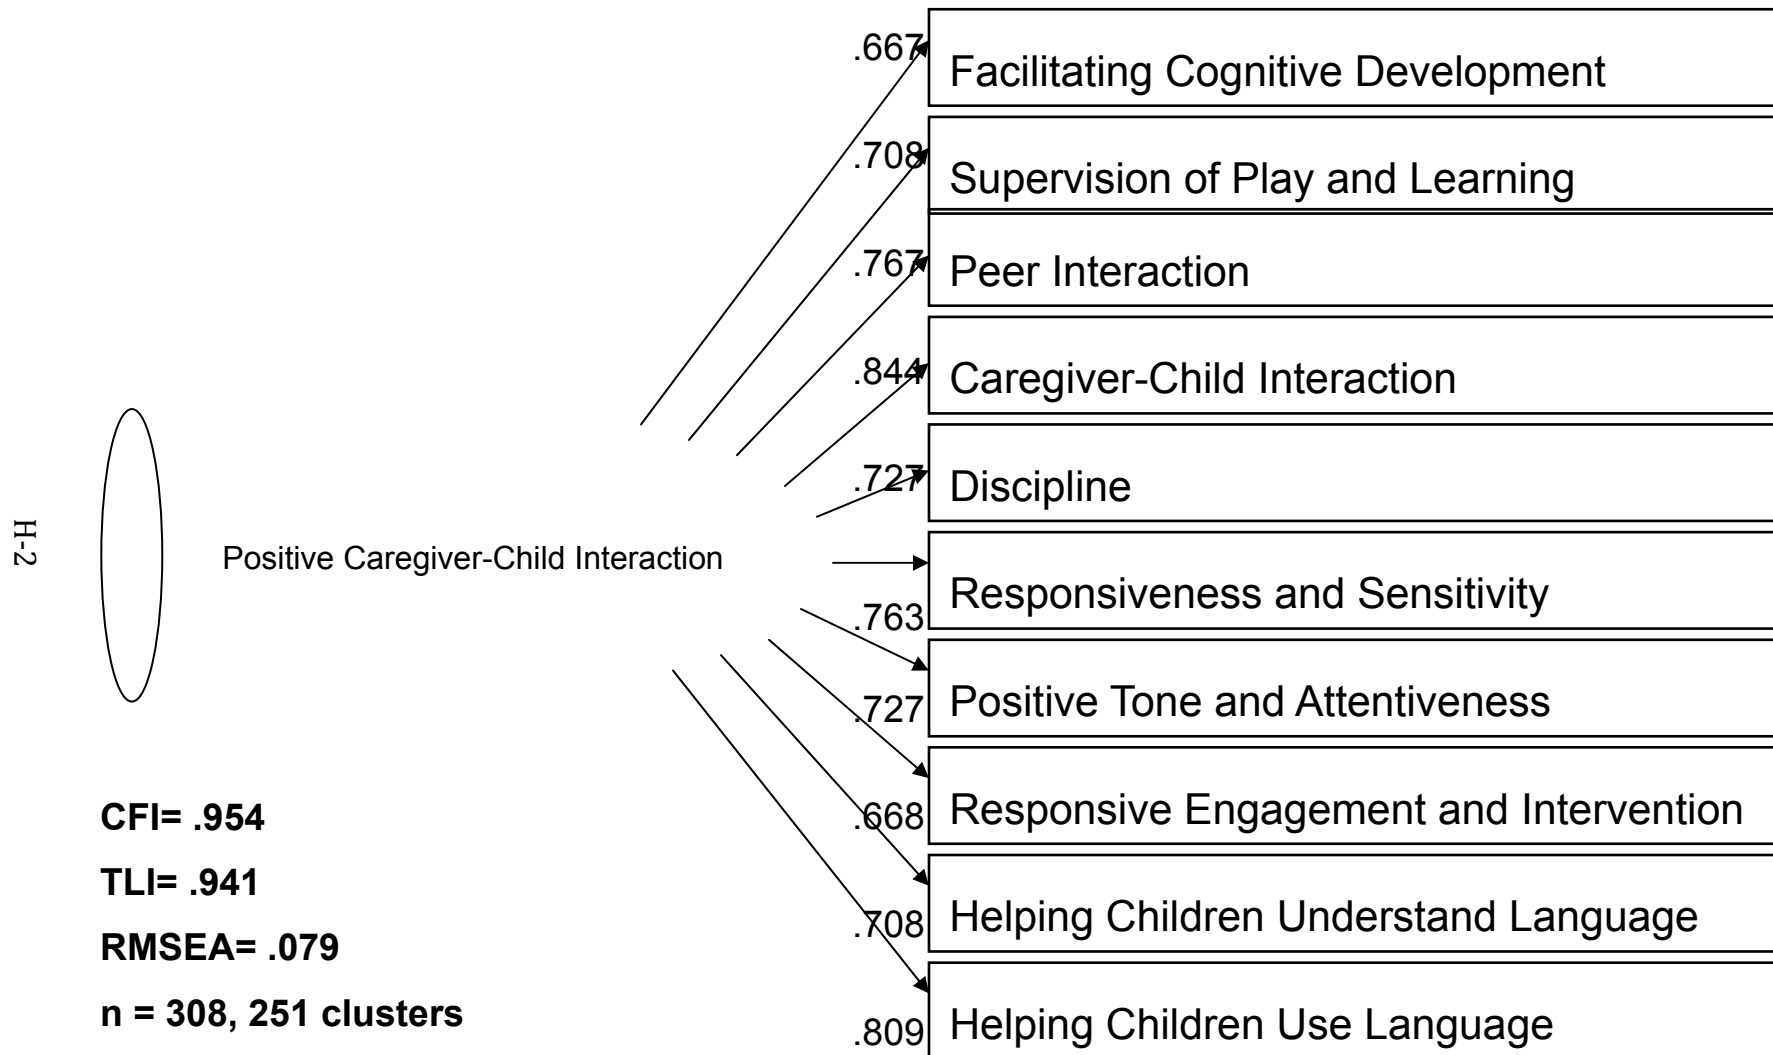 .667
Facilitating Cognitive Development
.708
Supervision of Play and Learning
.767
Peer Interaction
.844
Caregiver-Child Interaction
.727
Discipline
H-2
Positive Caregiver-Child Interaction
Responsiveness and Sensitivity
.763
Positive Tone and Attentiveness
.727
Responsive Engagement and Intervention
.668
Helping Children Understand Language
.708
Helping Children Use Language
.809
CFI= .954
TLI= .941
RMSEA= .079
n = 308, 251 clusters